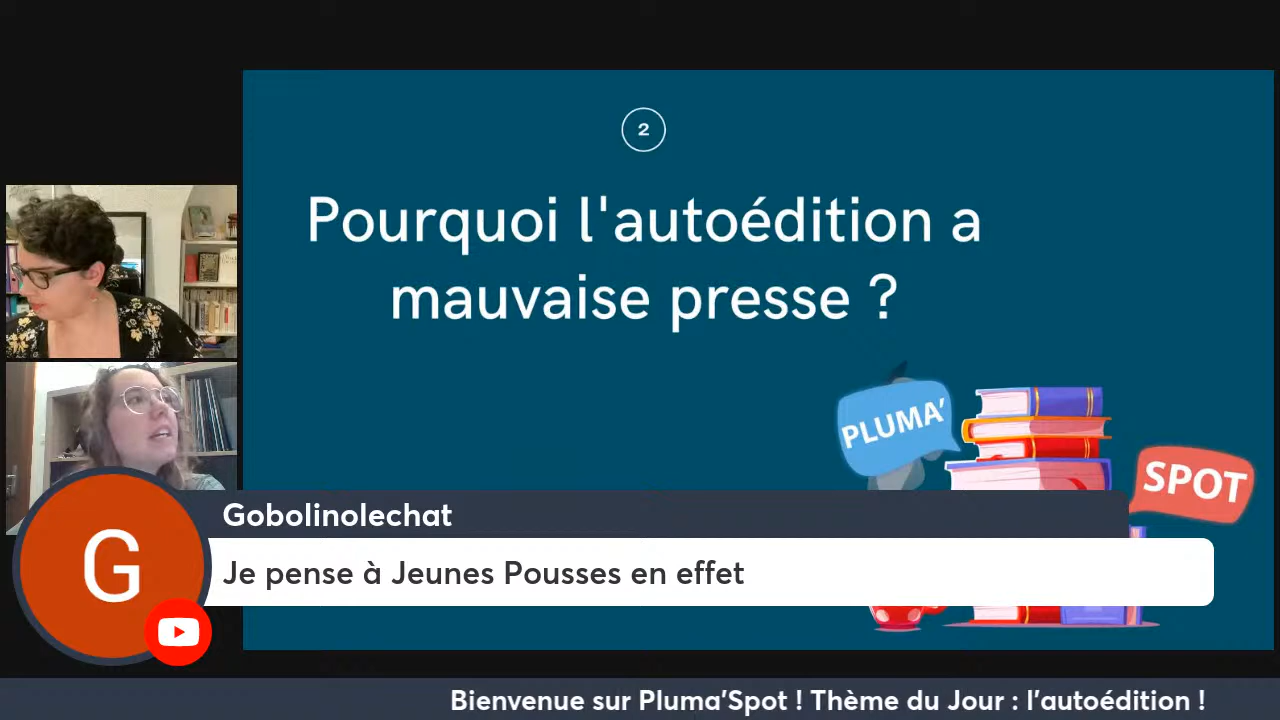 2
Pourquoi l'autoédition a
mauvaise presse ?
PLUMA'
SPOT
G
Gobolinolechat
Je pense à Jeunes Pousses en effet
Bienvenue sur Pluma'Spot ! Thème du Jour : l'autoédition !